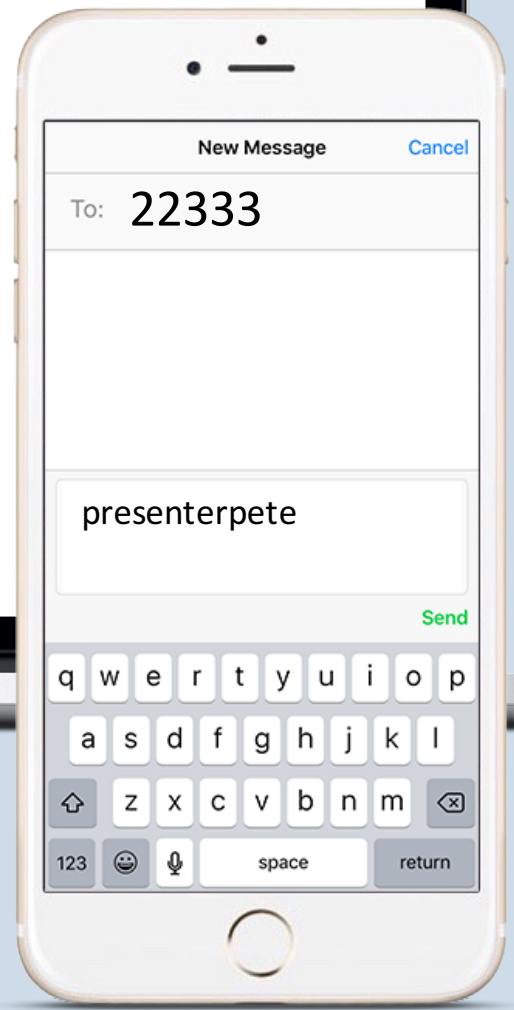 New Message Cancel
To: 22333
presenterpete
Send
q w e r t y u i o p
a s d f g h j k l
z x c v b n m
123 space return